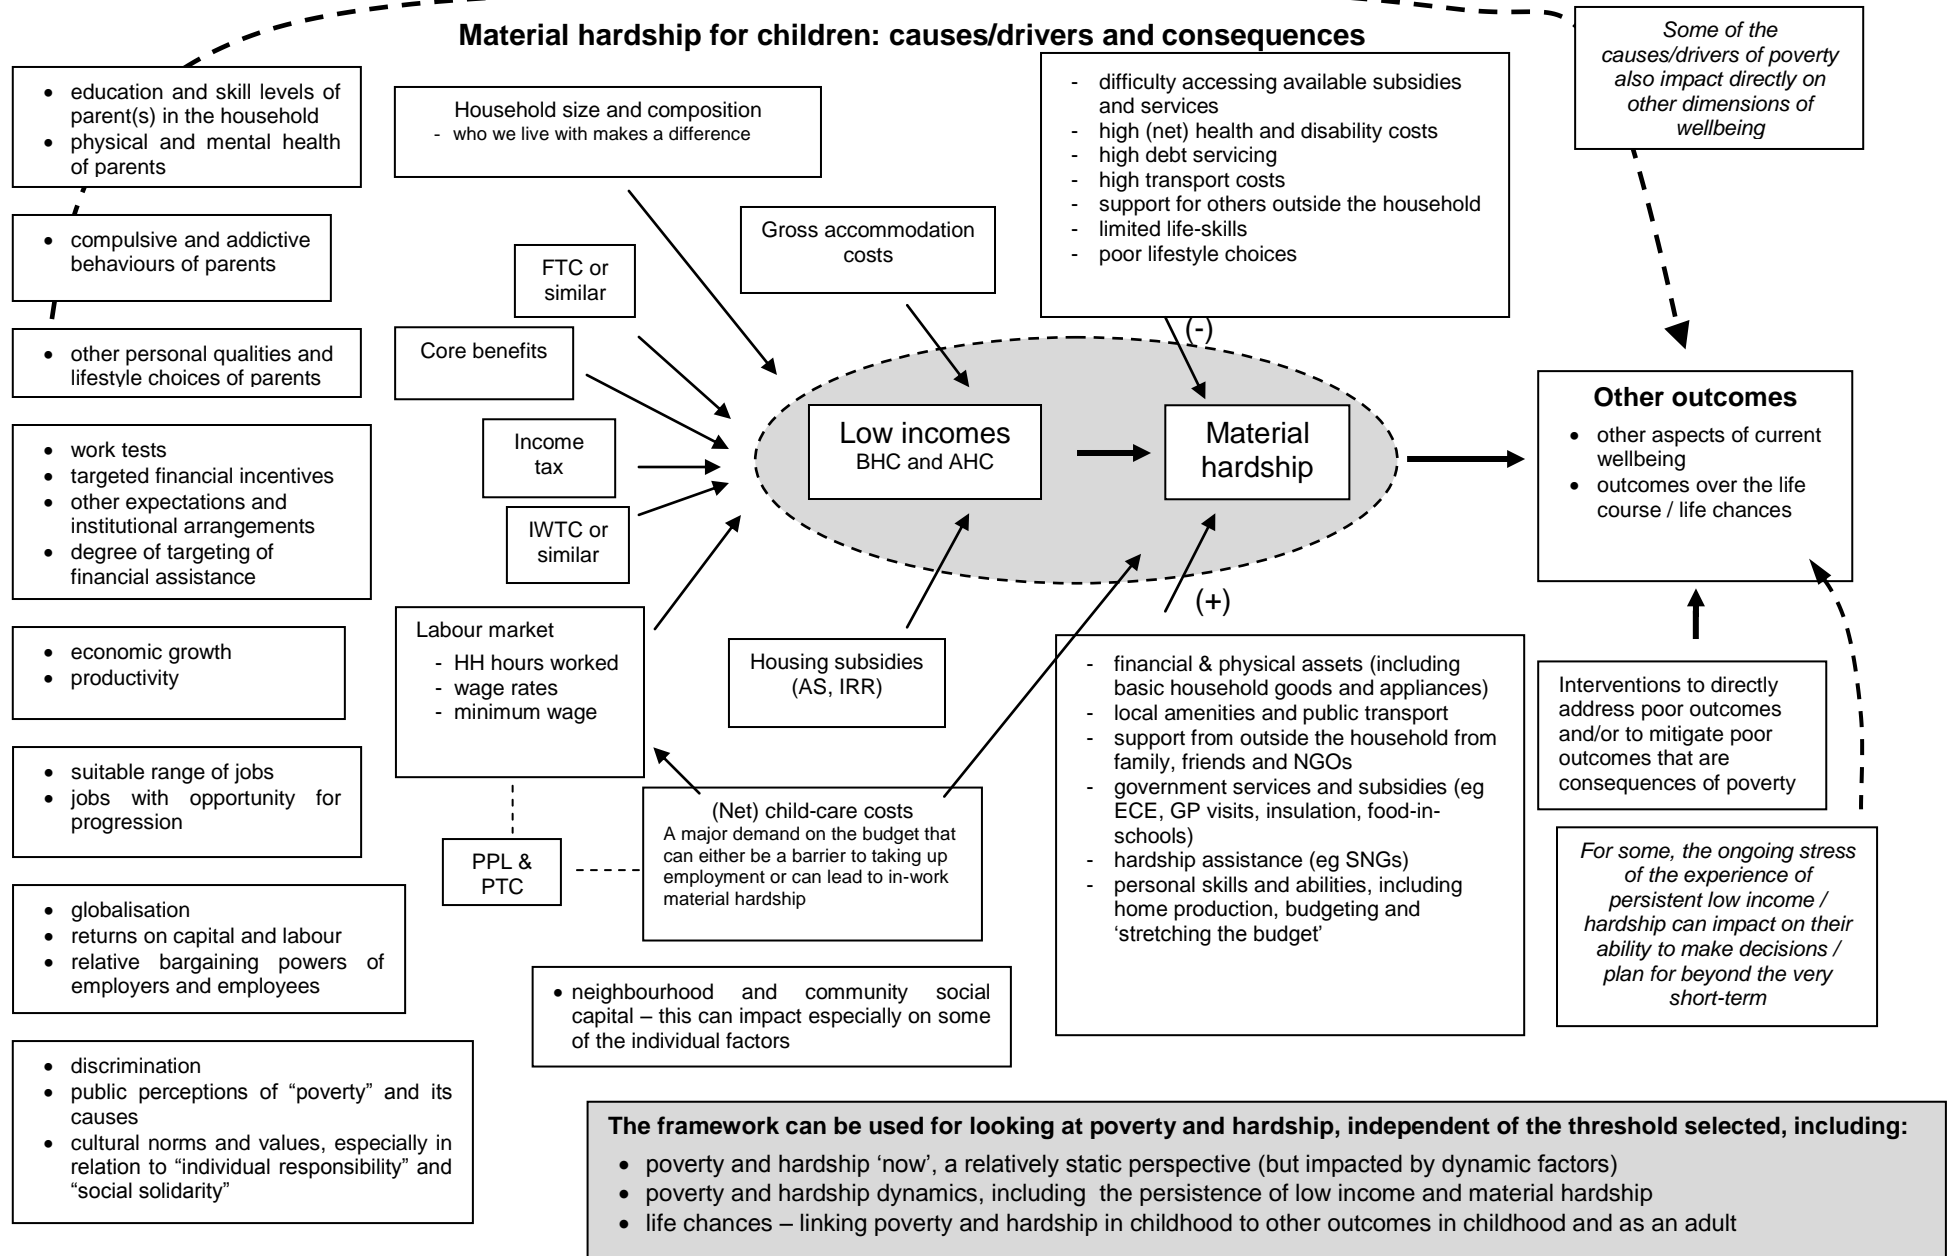 Material hardship for children: causes/drivers and consequences
• education and skill levels of
parent(s) in the household
• physical and mental health
of parents
• compulsive and addictive
behaviours of parents
• other personal qualities and
lifestyle choices of parents
• work tests
• targeted financial incentives
• other expectations and
institutional arrangements
• degree of targeting of
financial assistance
• economic growth
• productivity
• suitable range of jobs
• jobs with opportunity for
progression
• globalisation
• returns on capital and labour
• relative bargaining powers of
employers and employees
• discrimination
• public perceptions of “poverty” and its
causes
• cultural norms and values, especially in
relation to “individual responsibility” and
“social solidarity”
Household size and composition
- who we live with makes a difference
FTC or
similar
Core benefits
Income
tax
IWTC or
similar
Labour market
- HH hours worked
- wage rates
- minimum wage
PPL &
PTC
Gross accommodation
costs
Low incomes
BHC and AHC
Housing subsidies
(AS, IRR)
(Net) child-care costs
A major demand on the budget that
can either be a barrier to taking up
employment or can lead to in-work
material hardship
• neighbourhood and community social
capital – this can impact especially on some
of the individual factors
- difficulty accessing available subsidies
and services
- high (net) health and disability costs
- high debt servicing
- high transport costs
- support for others outside the household
- limited life-skills
- poor lifestyle choices
(-)
Material
hardship
(+)
- financial & physical assets (including
basic household goods and appliances)
- local amenities and public transport
- support from outside the household from
family, friends and NGOs
- government services and subsidies (eg
ECE, GP visits, insulation, food-in-
schools)
- hardship assistance (eg SNGs)
- personal skills and abilities, including
home production, budgeting and
‘stretching the budget’
Some of the
causes/drivers of poverty
also impact directly on
other dimensions of
wellbeing
Other outcomes
• other aspects of current
wellbeing
• outcomes over the life
course / life chances
Interventions to directly
address poor outcomes
and/or to mitigate poor
outcomes that are
consequences of poverty
For some, the ongoing stress
of the experience of
persistent low income /
hardship can impact on their
ability to make decisions /
plan for beyond the very
short-term
The framework can be used for looking at poverty and hardship, independent of the threshold selected, including:
• poverty and hardship ‘now’, a relatively static perspective (but impacted by dynamic factors)
• poverty and hardship dynamics, including the persistence of low income and material hardship
• life chances – linking poverty and hardship in childhood to other outcomes in childhood and as an adult